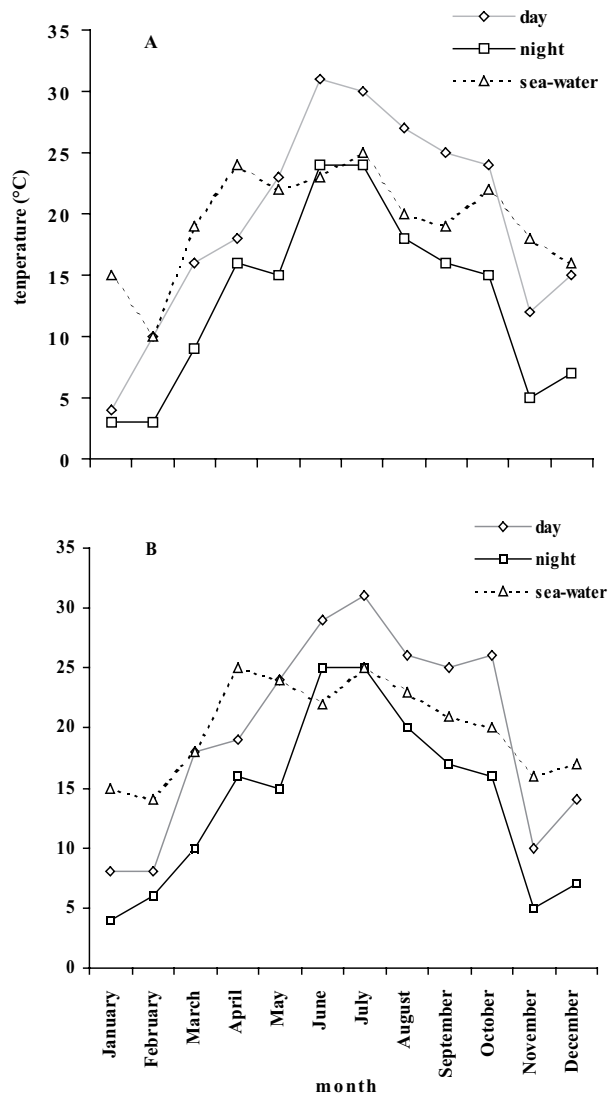 A
day
night
sea-water
tenperature (°C)
35
30
25
20
15
10
5
0
B
day
night
sea-water
35
30
25
20
15
10
5
0
January
February
March
April
May
June
July
August
September
October
November
December
month